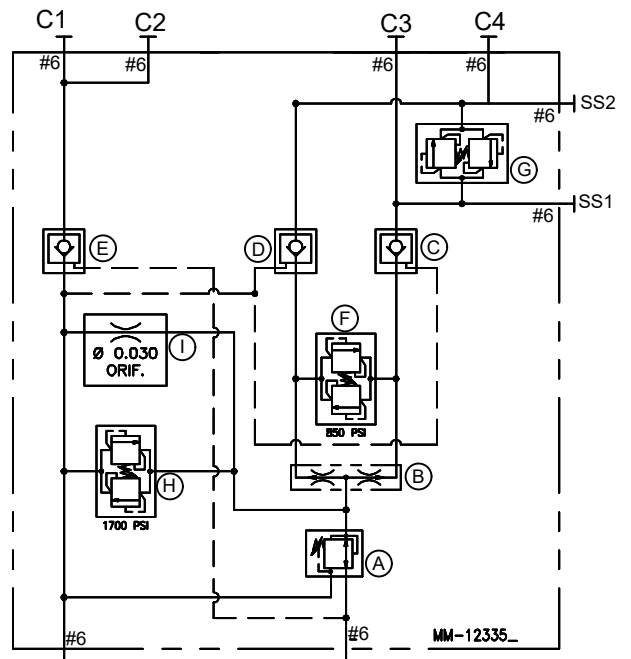 C1 C2 C3 C4
#6 #6 #6 #6
#6 SS2
G
#6 SS1
E D C
F
Ø 0.030
ORIF.
I
850 PSI
H B
1700 PSI
A
#6 #6 MM-12335_